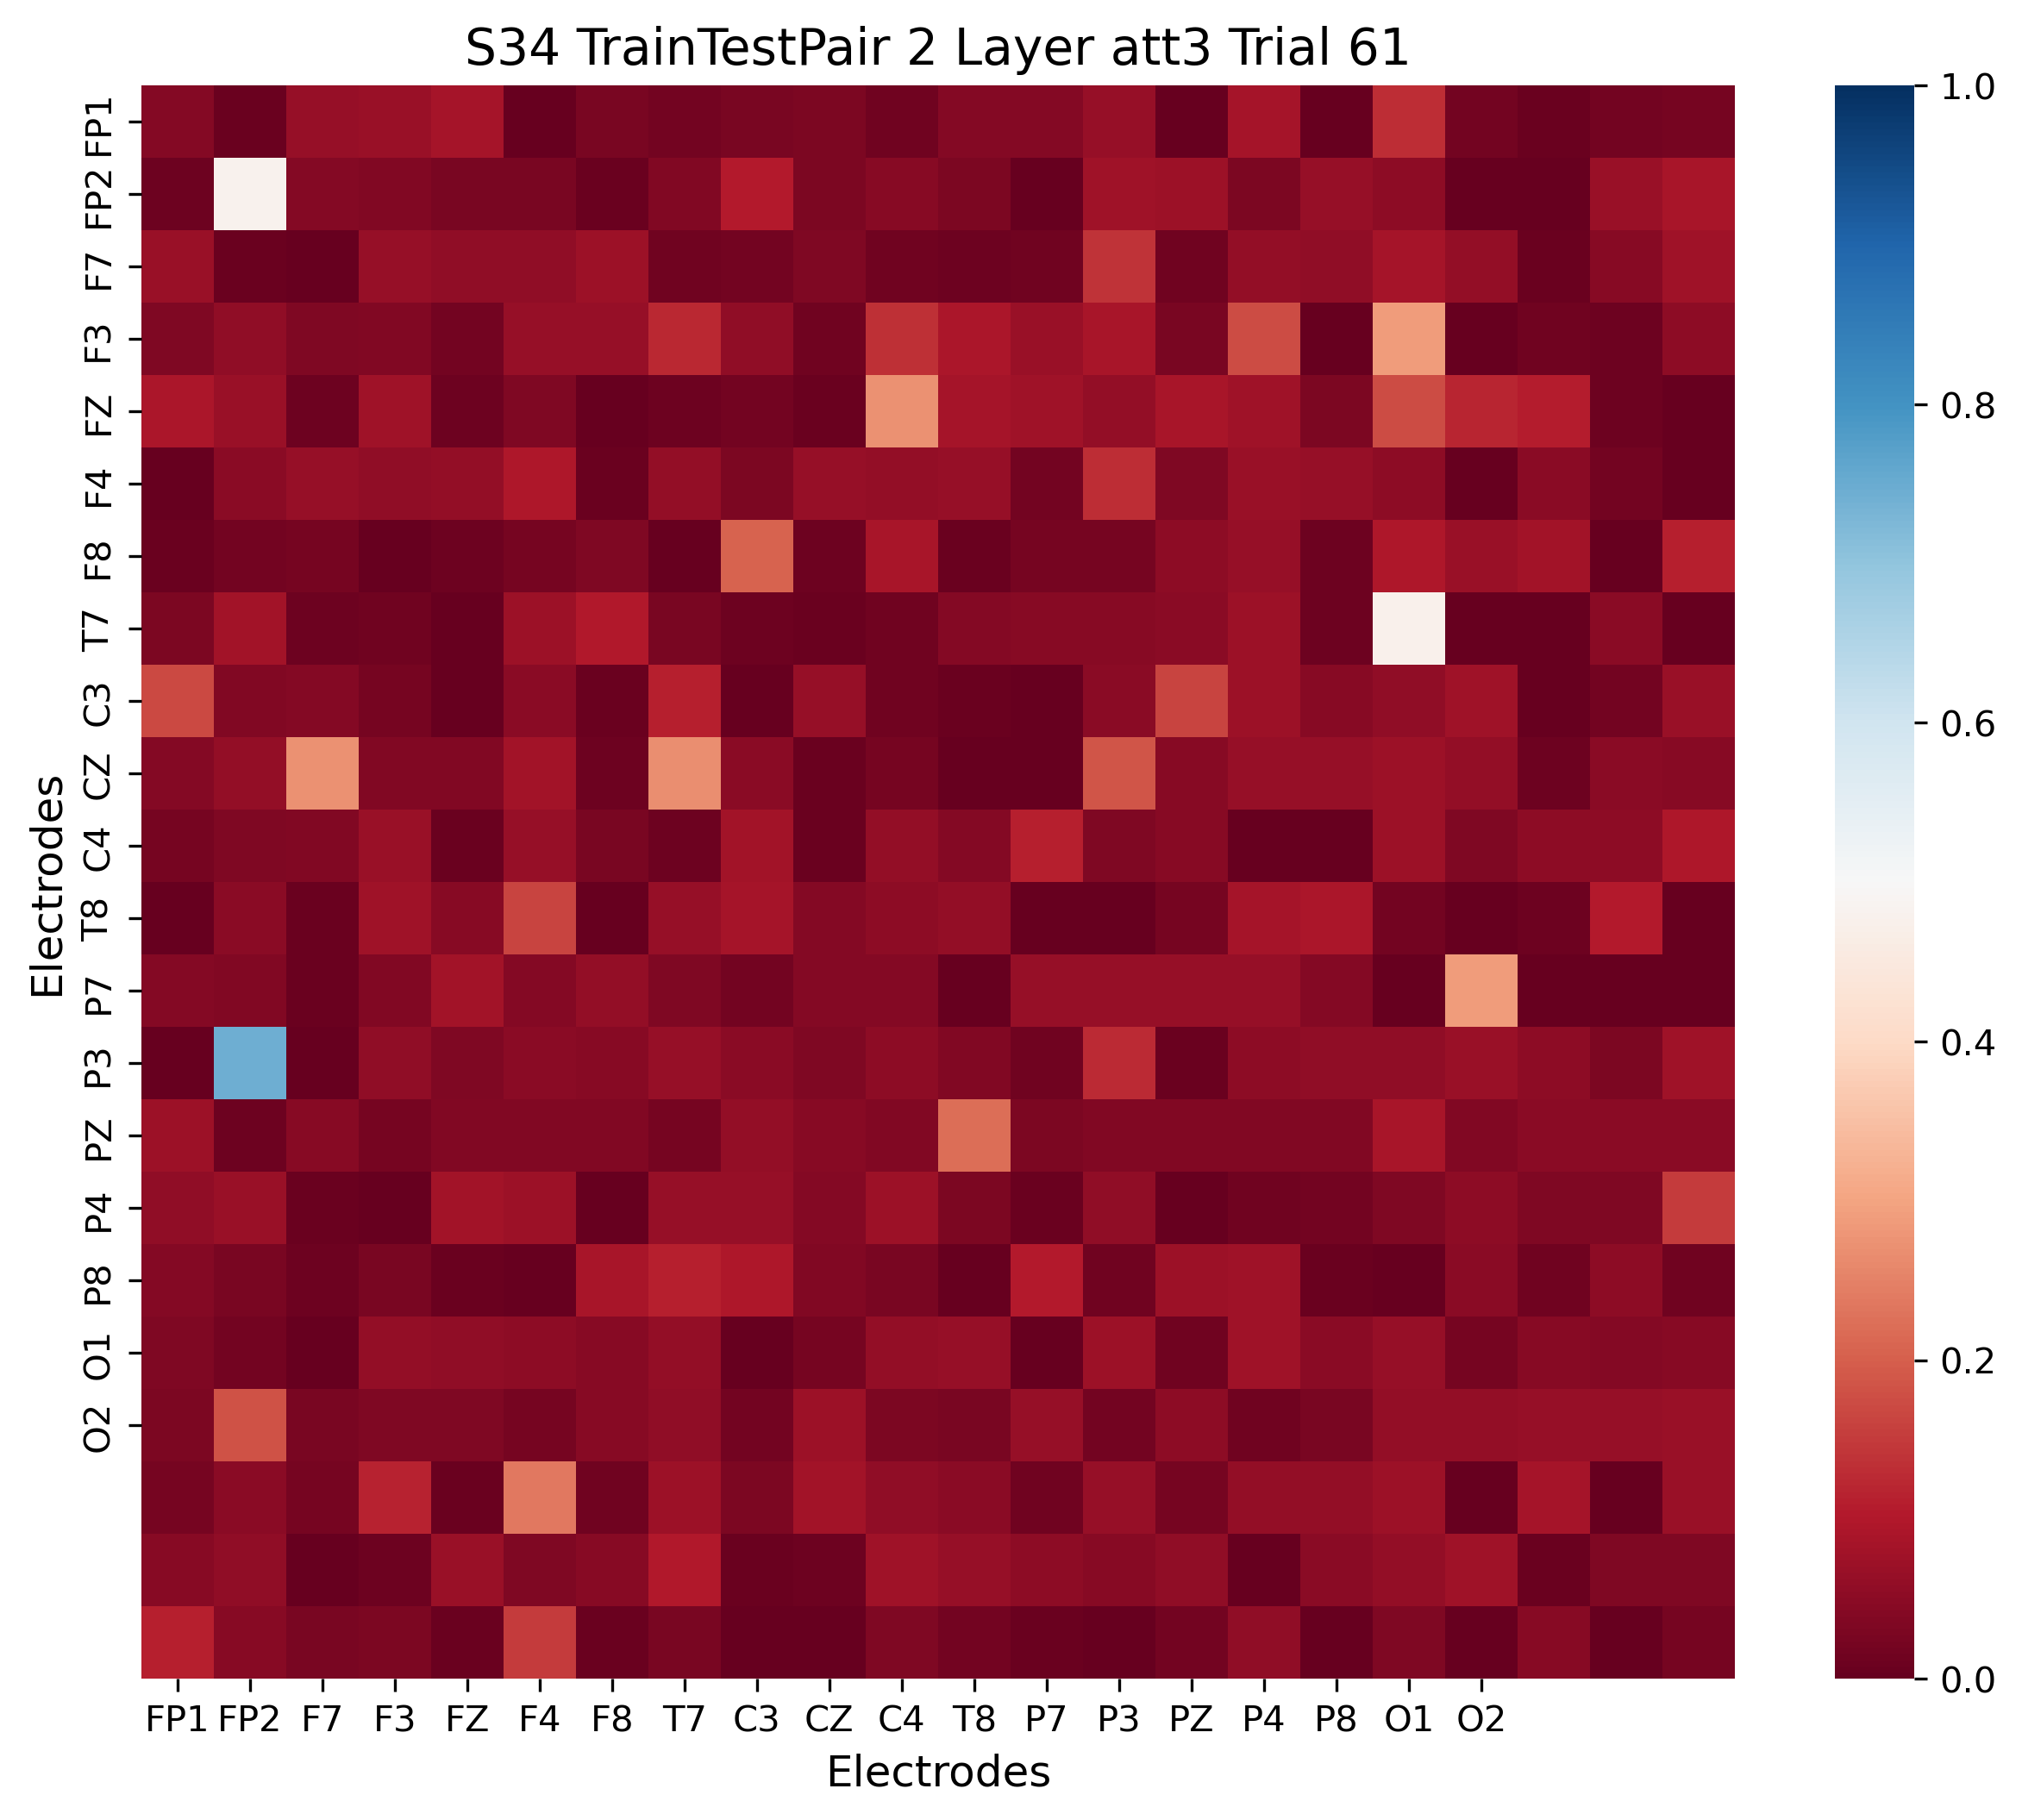 S34 TrainTestPair 2 Layer att3 Trial 61
Electrodes
FP1
FP2
F7
F3
FZ
F4
F8
T7
C3
CZ
C4
T8
P7
P3
PZ
P4
P8
O1
O2
FP1 FP2 F7 F3 FZ F4 F8 T7 C3 CZ C4 T8 P7 P3 PZ P4 P8 O1 O2
Electrodes
1.0
0.8
0.6
0.4
0.2
0.0